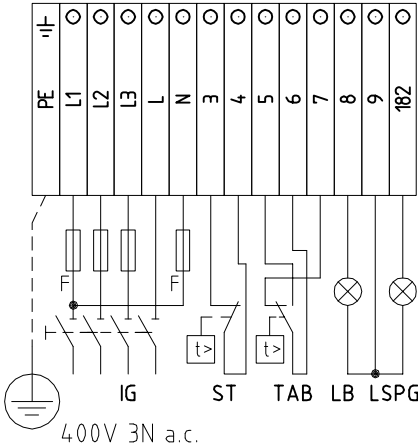 PE L1 L2 L3 L N 3 4 5 6 7 8 9 182
F F
t> t>
IG ST TAB LB LSPG
400V 3N a.c.